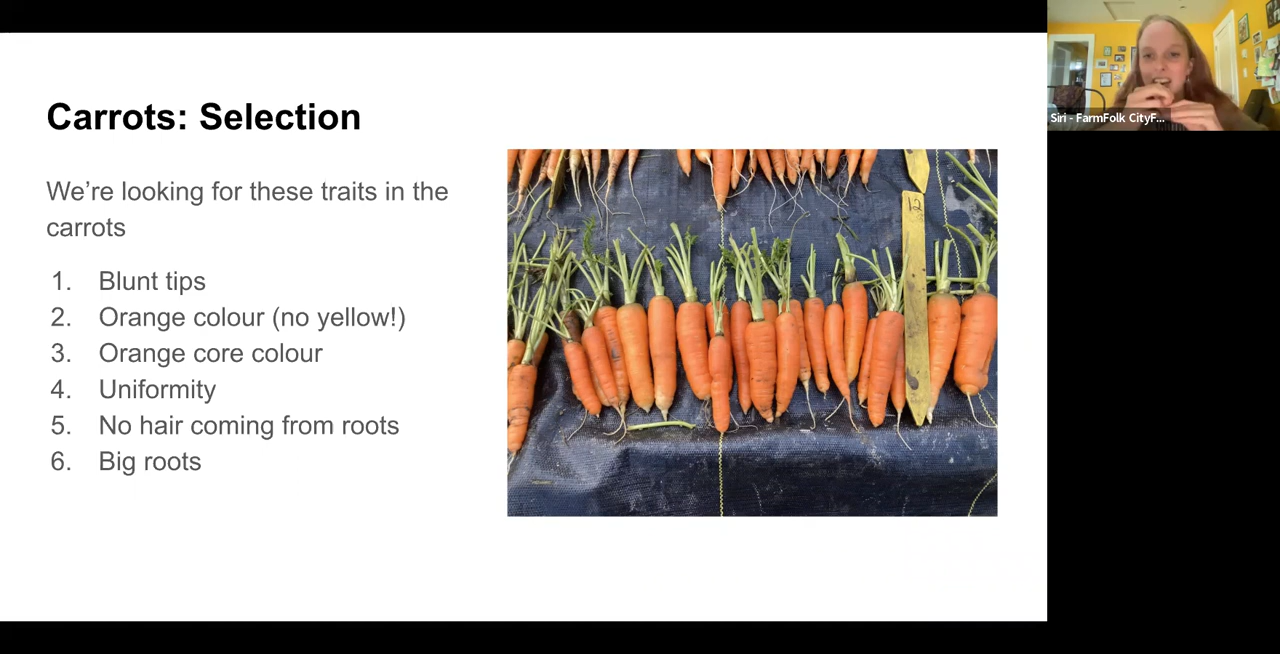 Carrots: Selection
We’re looking for these traits in the
carrots
1. Blunt tips
2. Orange colour (no yellow!)
3. Orange core colour
4. Uniformity
5. No hair coming from roots
6. Big roots
12
Siri - FarmFolk CityF...